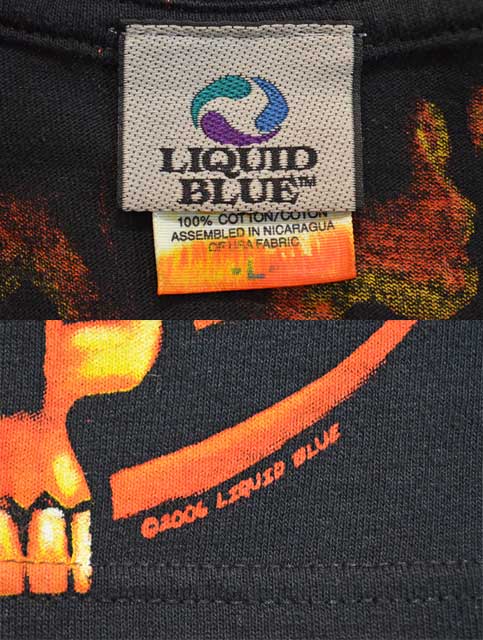 LIQUID
BLUE™
100% COTTON/COTON
ASSEMBLED IN NICARAGUA
OF USA FABRIC
-L-
©2006 LIQUID BLUE